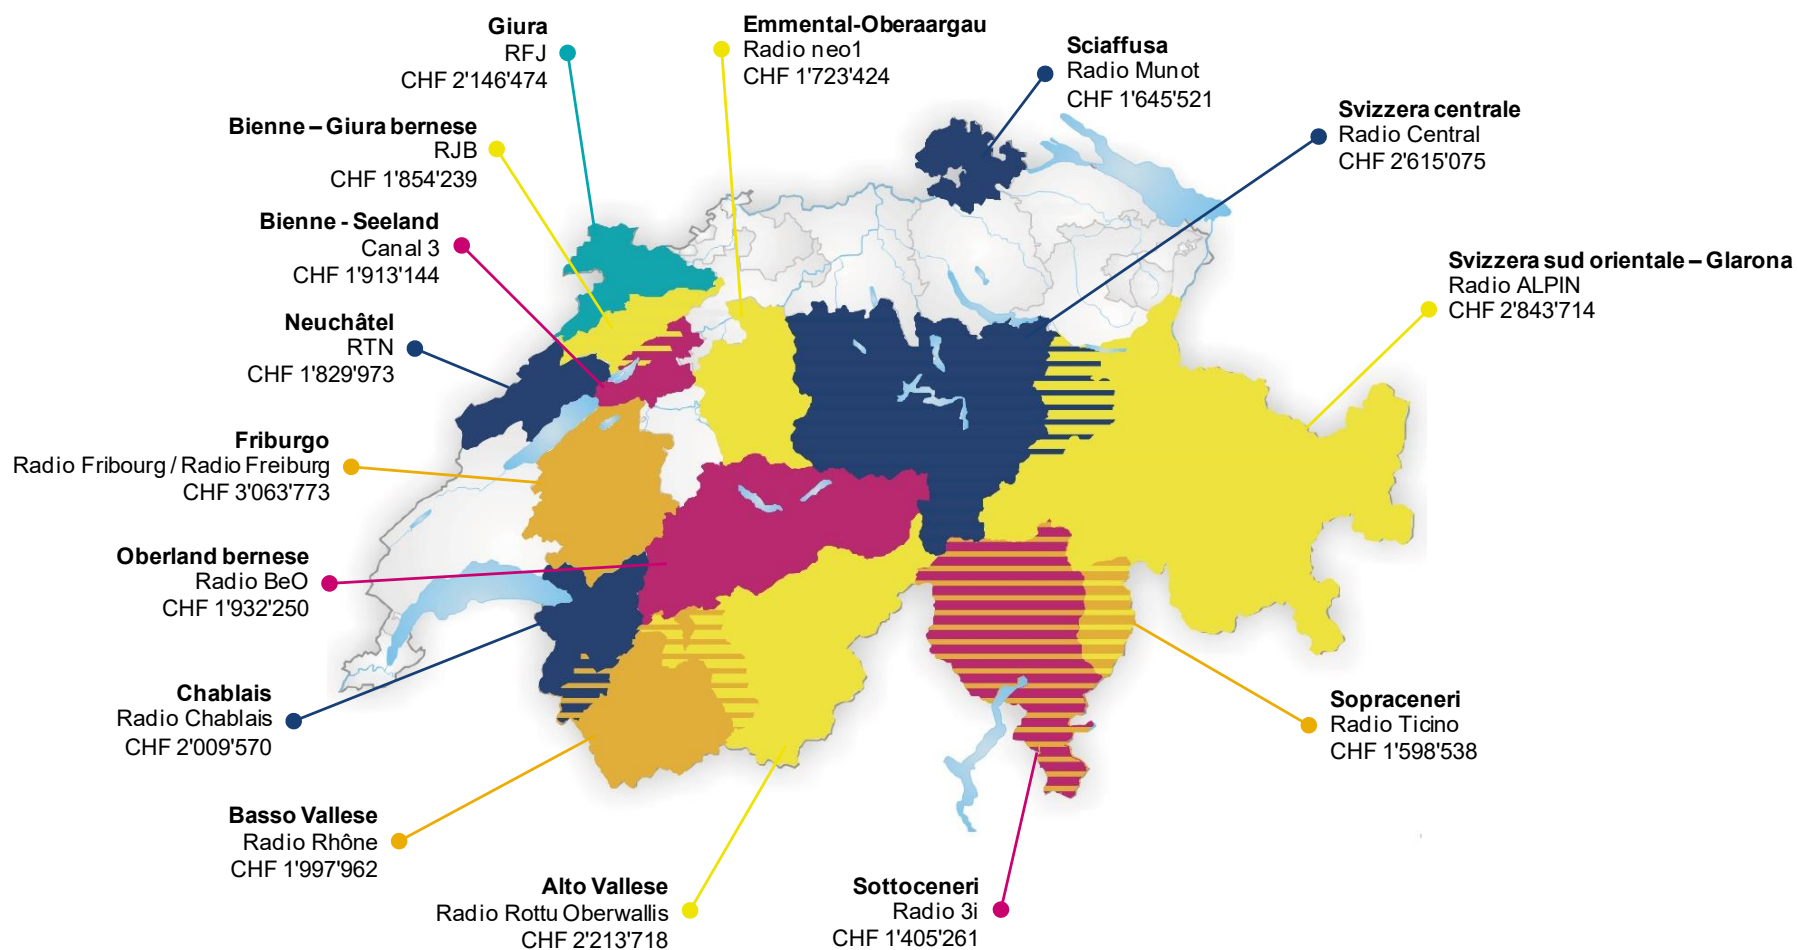 Giura
RFJ
CHF 2'146'474
Emmental-Oberaargau
Radio neo1
CHF 1'723'424
Sciaffusa
Radio Munot
CHF 1'645'521
Svizzera centrale
Radio Central
CHF 2'615'075
Bienne – Giura bernese
RJB
CHF 1'854'239
Bienne - Seeland
Canal 3
CHF 1'913'144
Svizzera sud orientale – Glarona
Radio ALPIN
CHF 2'843'714
Neuchâtel
RTN
CHF 1'829'973
Friburgo
Radio Fribourg / Radio Freiburg
CHF 3'063'773
Oberland bernese
Radio BeO
CHF 1'932'250
Chablais
Radio Chablais
CHF 2'009'570
Sopraceneri
Radio Ticino
CHF 1'598'538
Basso Vallese
Radio Rhône
CHF 1'997'962
Alto Vallese
Radio Rottu Oberwallis
CHF 2'213'718
Sottoceneri
Radio 3i
CHF 1'405'261